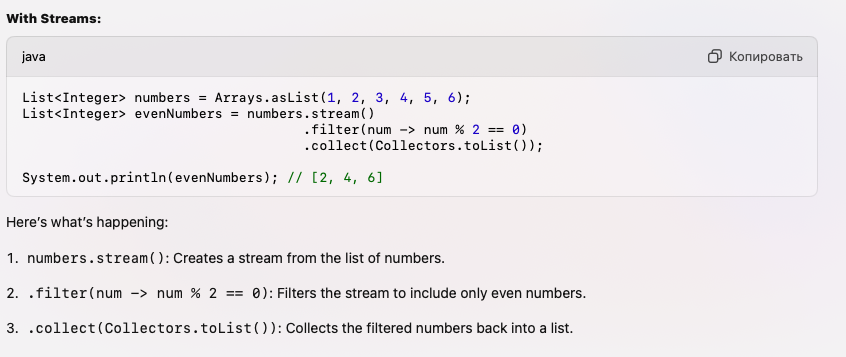 With Streams:
java
Копировать
List<Integer> numbers = Arrays.asList(1, 2, 3, 4, 5, 6);
List<Integer> evenNumbers = numbers.stream()
                                   .filter(num -> num % 2 == 0)
                                   .collect(Collectors.toList());
System.out.println(evenNumbers); // [2, 4, 6]
Here’s what’s happening:
1. numbers.stream(): Creates a stream from the list of numbers.
2. .filter(num -> num % 2 == 0): Filters the stream to include only even numbers.
3. .collect(Collectors.toList()): Collects the filtered numbers back into a list.